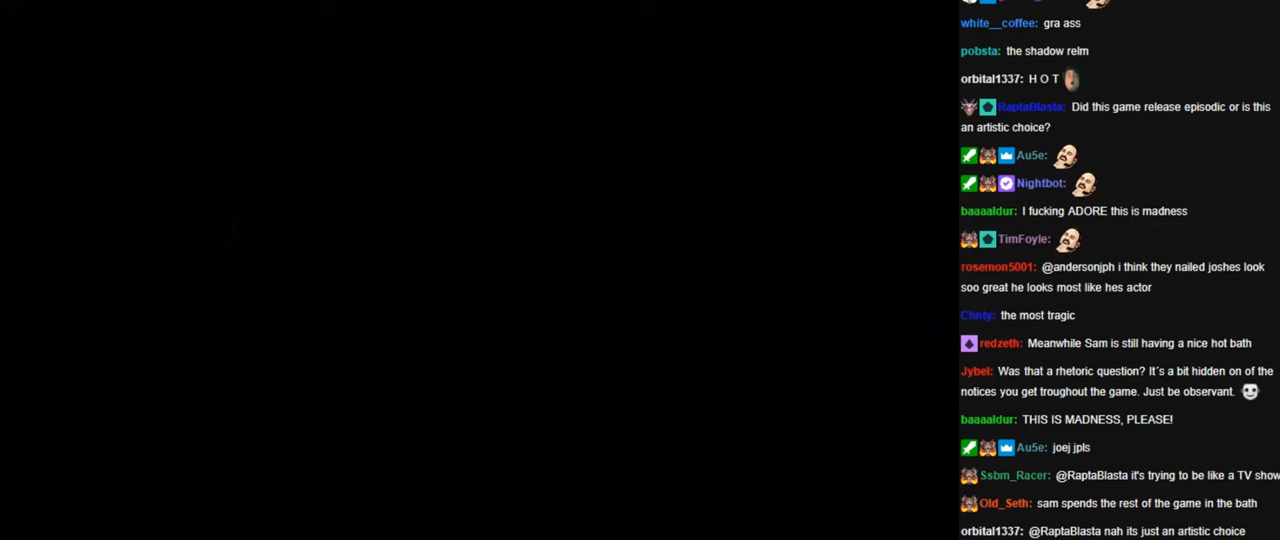 white__coffee: gra ass
pobsta: the shadow relm
orbital1337: H O T
RaptaBlasta: Did this game release episodic or is this
an artistic choice?
Au5e:
Nightbot:
baaaaldur: I fucking ADORE this is madness
TimFoyle:
rosemon5001: @andersonjph i think they nailed joshes look
soo great he looks most like hes actor
Chnty: the most tragic
redzeth: Meanwhile Sam is still having a nice hot bath
Jybel: Was that a rhetoric question? It´s a bit hidden on of the
notices you get troughout the game. Just be observant.
baaaaldur: THIS IS MADNESS, PLEASE!
Au5e: joej jpls
Ssbm_Racer: @RaptaBlasta it's trying to be like a TV show
Old_Seth: sam spends the rest of the game in the bath
orbital1337: @RaptaBlasta nah its just an artistic choice